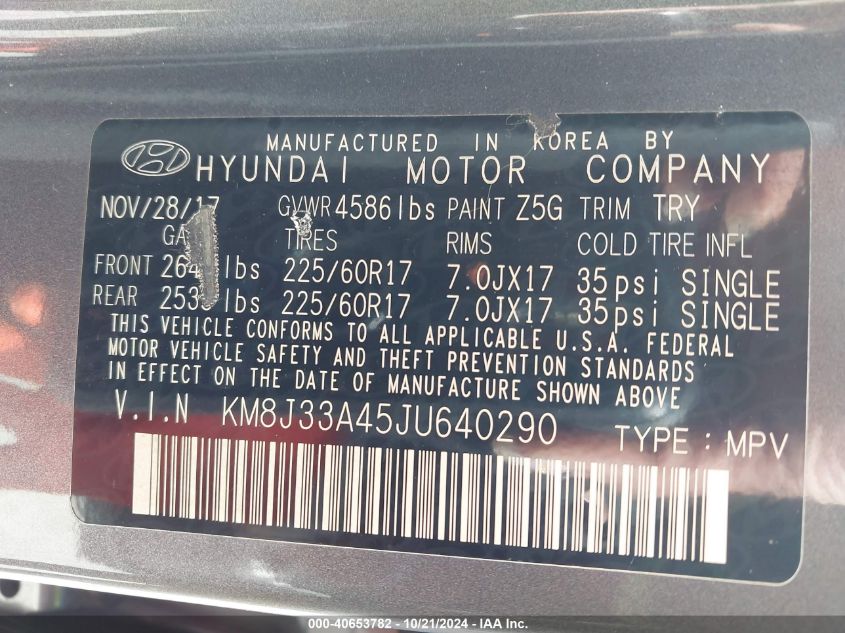 MANUFACTURED IN KOREA BY
HYUNDAI MOTOR COMPANY
NOV/28/17 GVWR 4586 lbs PAINT Z5G TRIM TRY
TIRES RIMS COLD TIRE INFL
FRONT lbs 225/60R17 7.0JX17 35psi SINGLE
REAR lbs 225/60R17 7.0JX17 35psi SINGLE
THIS VEHICLE CONFORMS TO ALL APPLICABLE U.S.A. FEDERAL
MOTOR VEHICLE SAFETY AND THEFT PREVENTION STANDARDS
IN EFFECT ON THE DATE OF MANUFACTURE SHOWN ABOVE
V.I.N KM8J33A45JU640290 TYPE : MPV
000-40653782 - 10/21/2024 - IAA Inc.